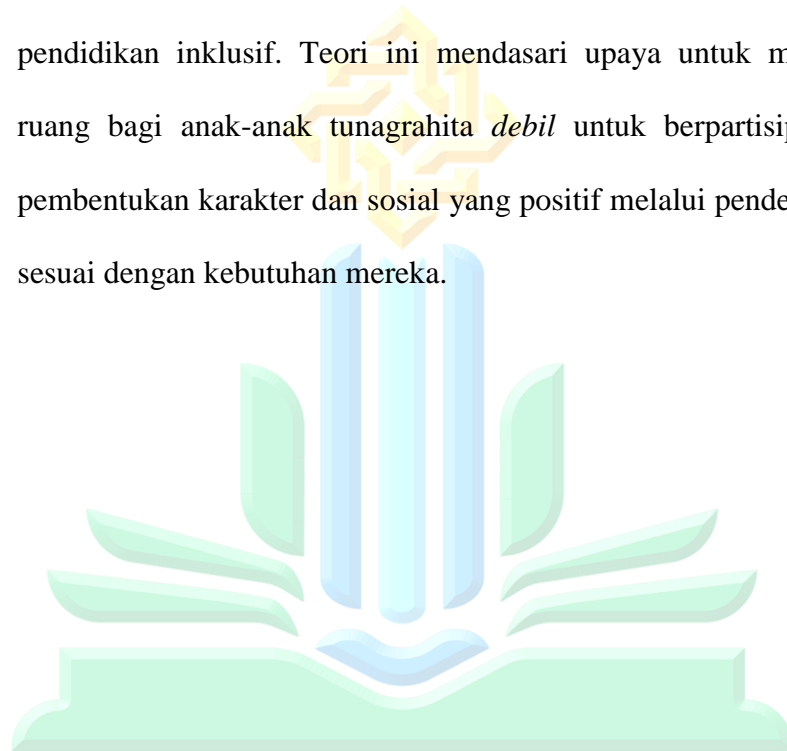 pendidikan inklusif. Teori ini mendasari upaya untuk
ruang bagi anak-anak tunagrahita debil untuk
pembentukan karakter dan sosial yang positif melalui
sesuai dengan kebutuhan mereka.